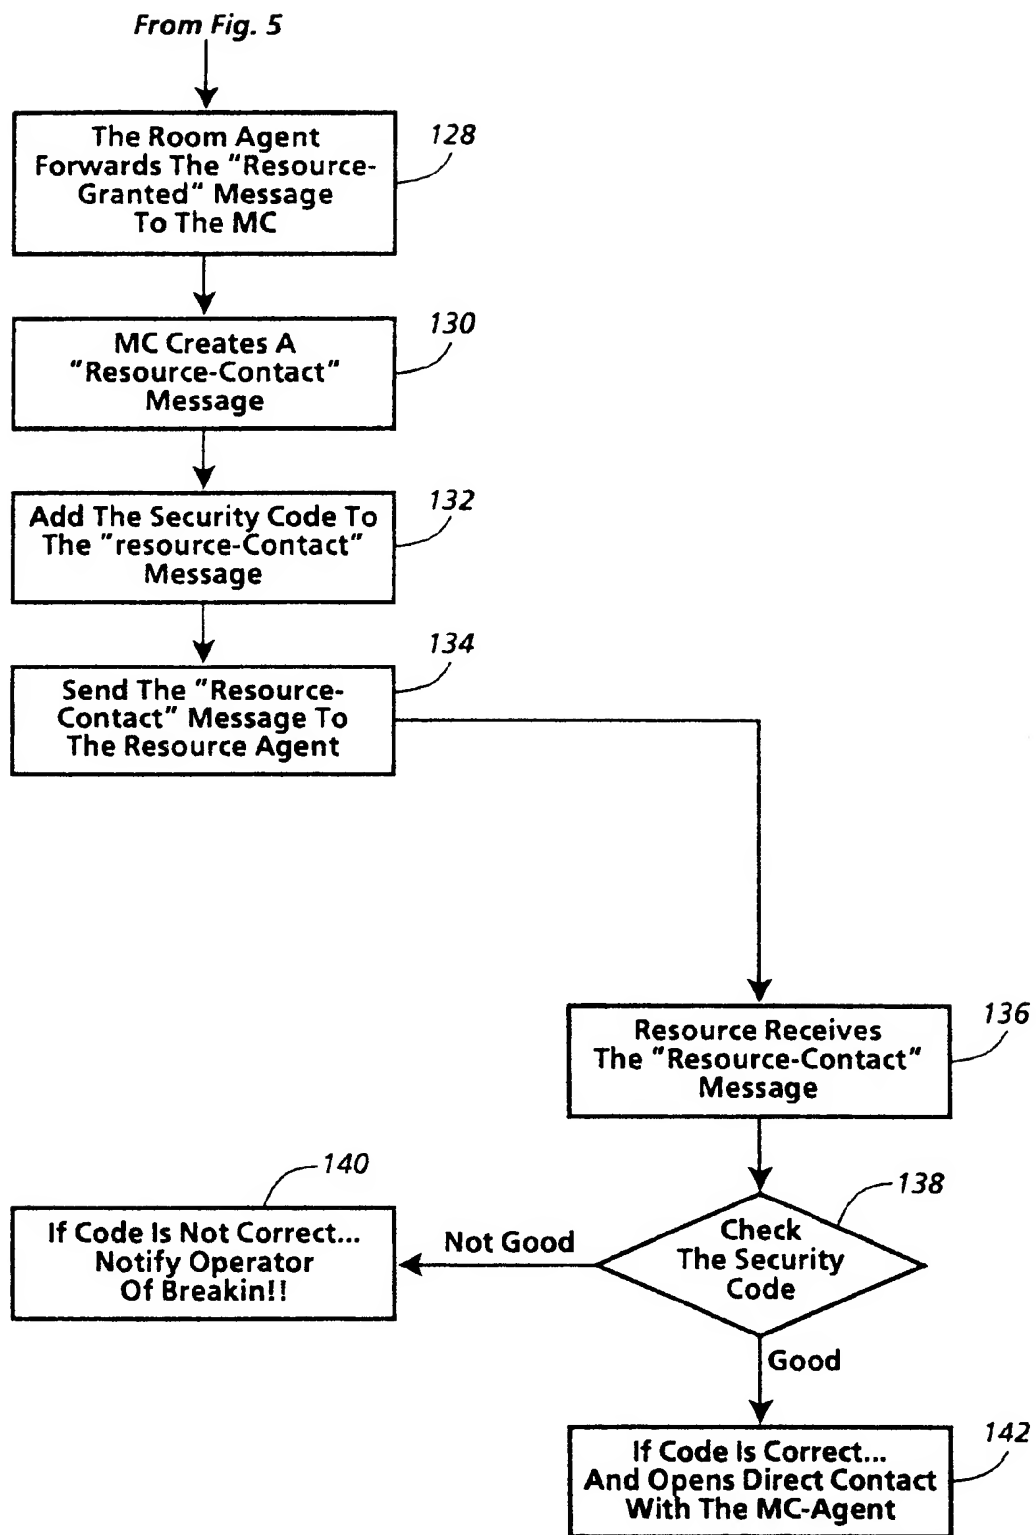 From Fig. 5
The Room Agent
Forwards The "Resource-
Granted" Message
To The MC
128
MC Creates A
"Resource-Contact"
Message
130
Add The Security Code To
The "resource-Contact"
Message
132
Send The "Resource-
Contact" Message To
The Resource Agent
134
Resource Receives
The "Resource-Contact"
Message
136
Check
The Security
Code
138
Not Good
If Code Is Not Correct...
Notify Operator
Of Breakin!!
140
Good
If Code Is Correct...
And Opens Direct Contact
With The MC-Agent
142